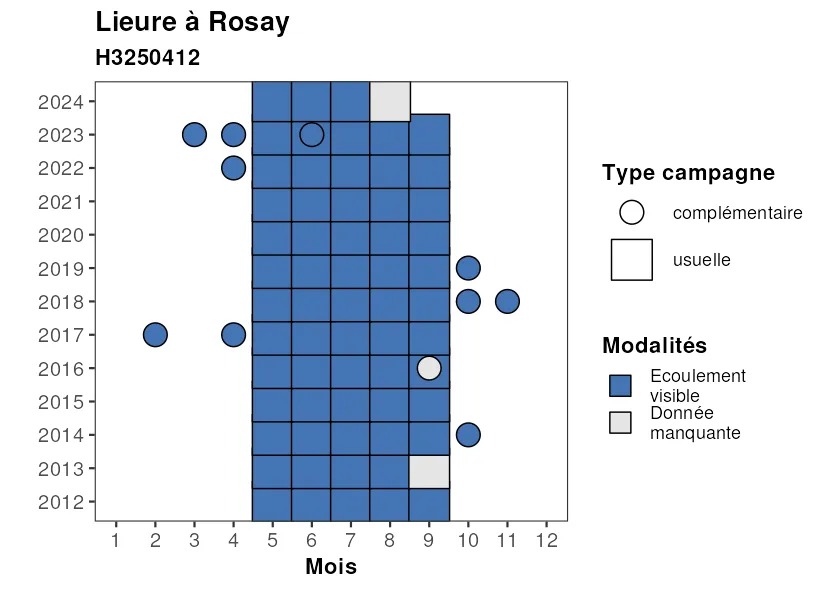 Lieure à Rosay
H3250412
2024
2023
2022
2021
2020
2019
2018
2017
2016
2015
2014
2013
2012
1 2 3 4 5 6 7 8 9 10 11 12
Mois
Type campagne
complémentaire
usuelle
Modalités
Ecoulement
visible
Donnée
manquante